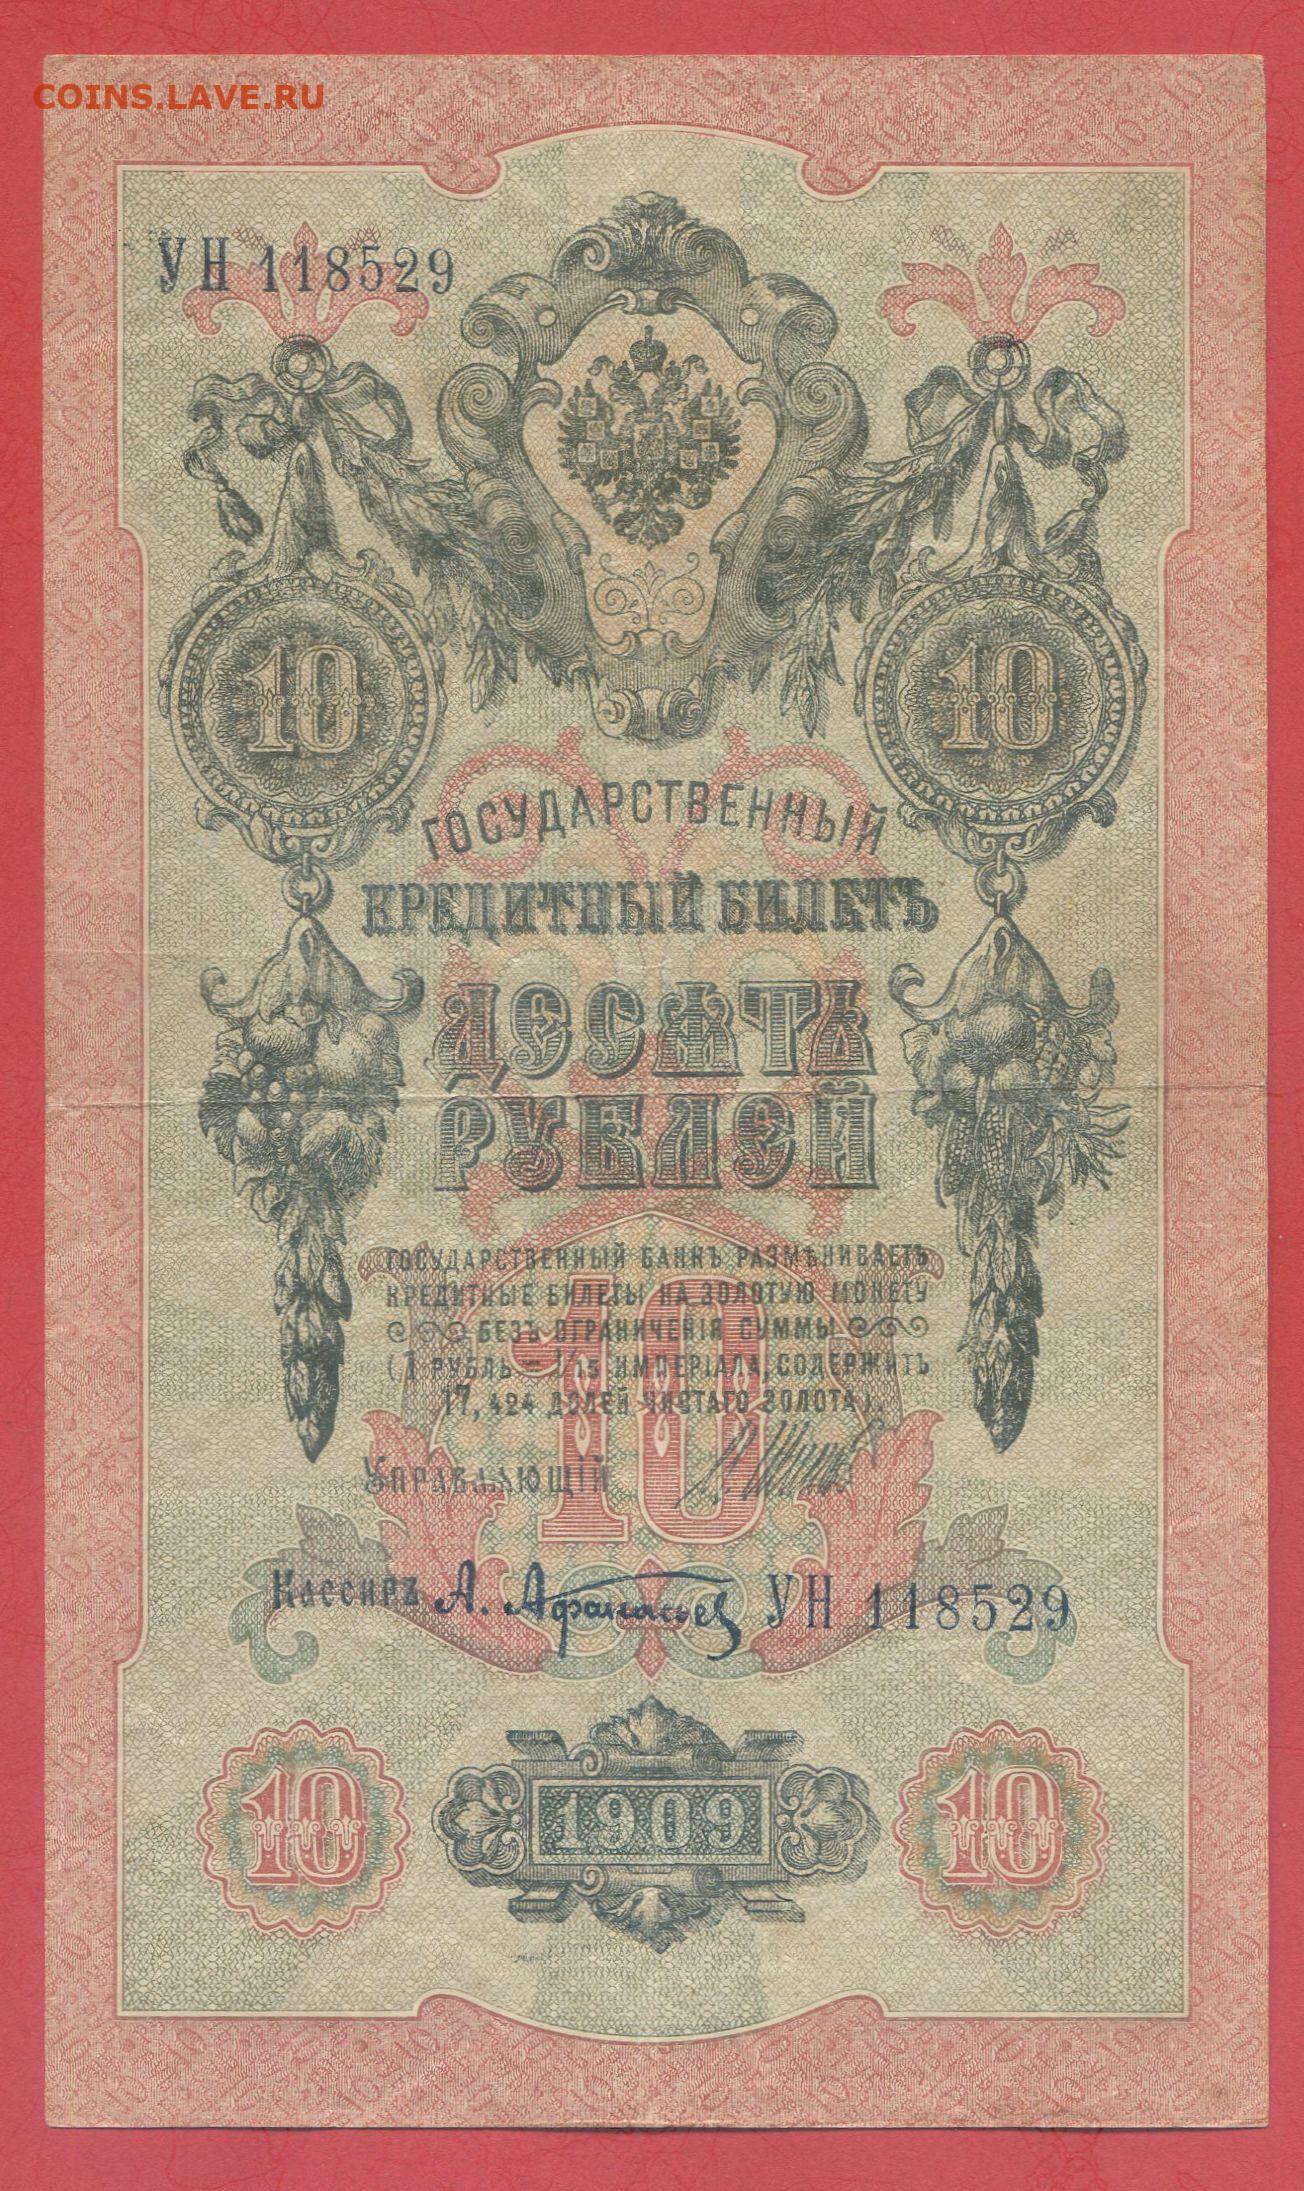 COINS.LAVE.RU
УН 118529
10 10
ГОСУДАРСТВЕННЫЙ
КРЕДИТНЫЙ БИЛЕТЪ
ДЕСЯТЬ
РУБЛЕЙ
ГОСУДАРСТВЕННЫЙ БАНКЪ РАЗМѢНИВАЕТЪ
КРЕДИТНЫЕ БИЛЕТЫ НА ЗОЛОТУЮ МОНЕТУ
БЕЗЪ ОГРАНИЧЕНІЯ СУММЫ
(1 РУБЛЬ = 1/15 ИМПЕРІАЛА, СОДЕРЖИТЪ
17,424 ДОЛЕЙ ЧИСТАГО ЗОЛОТА).
10
УПРАВЛЯЮЩІЙ
Кассиръ А. Афанасьев УН 118529
10 1909 10